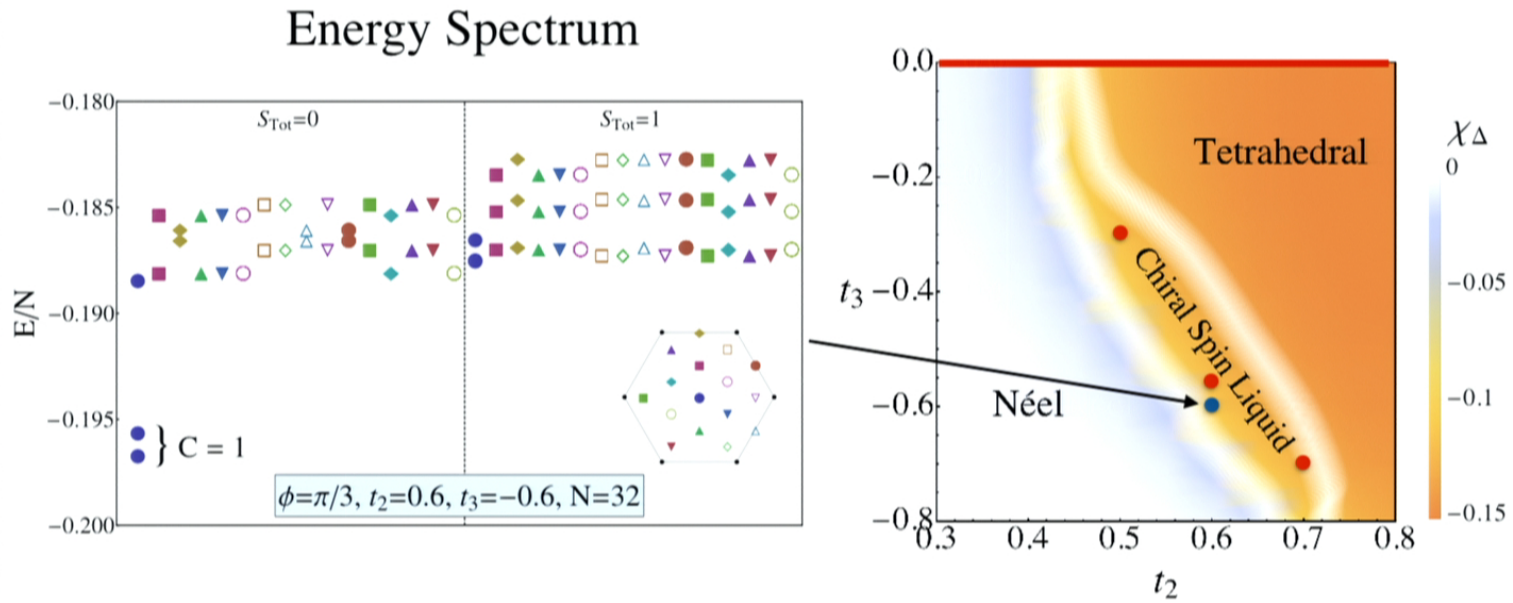 Energy Spectrum
−0.180
−0.185
−0.190
−0.195
−0.200
E/N
S_Tot=0
S_Tot=1
} C = 1
ϕ=π/3, t₂=0.6, t₃=−0.6, N=32
0.0
−0.2
−0.4
−0.6
−0.8
t₃
Tetrahedral
Chiral Spin Liquid
Néel
0.3 0.4 0.5 0.6 0.7 0.8
t₂
χ_Δ
0
−0.05
−0.1
−0.15